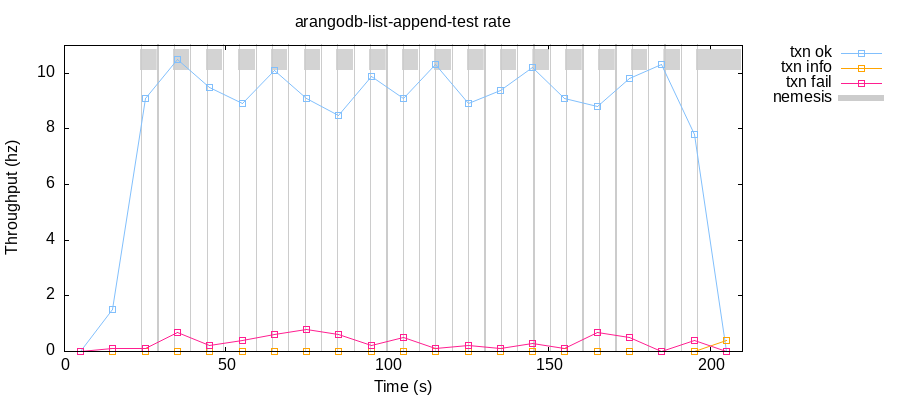 arangodb-list-append-test rate
Throughput (hz)
10
8
6
4
2
0
0 50 100 150 200
Time (s)
txn ok
txn info
txn fail
nemesis